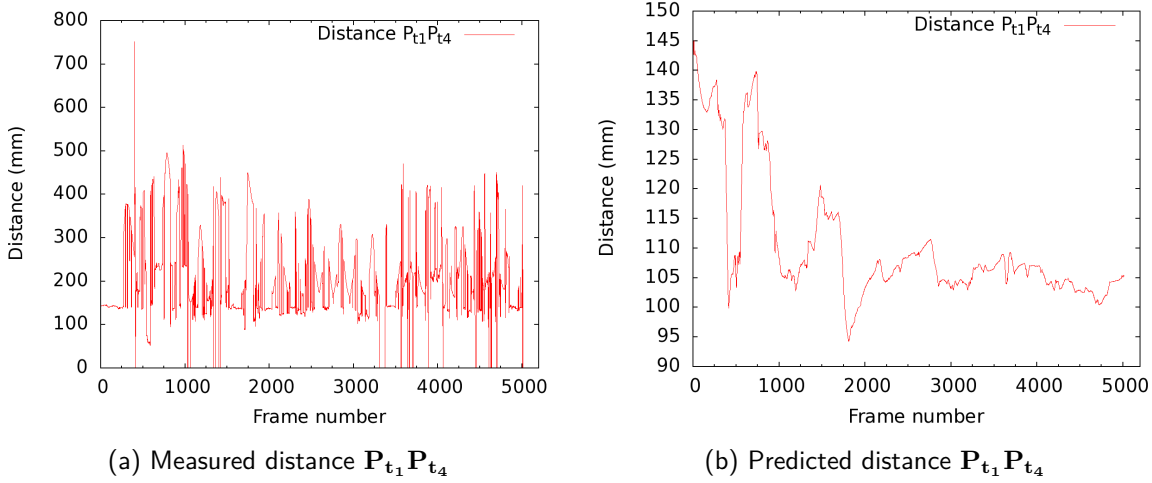 800
700
600
500
400
300
200
100
0
Distance (mm)
Distance Pt1Pt4
0 1000 2000 3000 4000 5000
Frame number
(a) Measured distance Pt1Pt4
150
145
140
135
130
125
120
115
110
105
100
95
90
Distance (mm)
Distance Pt1Pt4
0 1000 2000 3000 4000 5000
Frame number
(b) Predicted distance Pt1Pt4